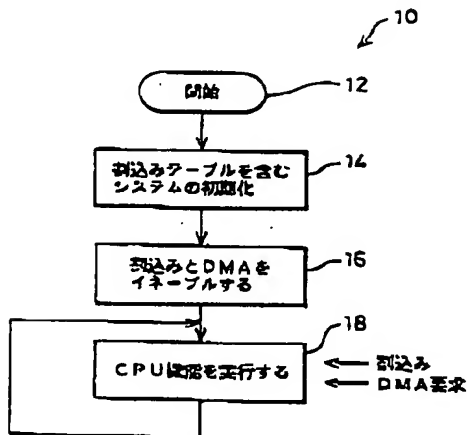 10
開始
12
割込みテーブルを含む
システムの初期化
14
割込みとDMAを
イネーブルする
16
CPU機能を実行する
18
割込み
DMA要求